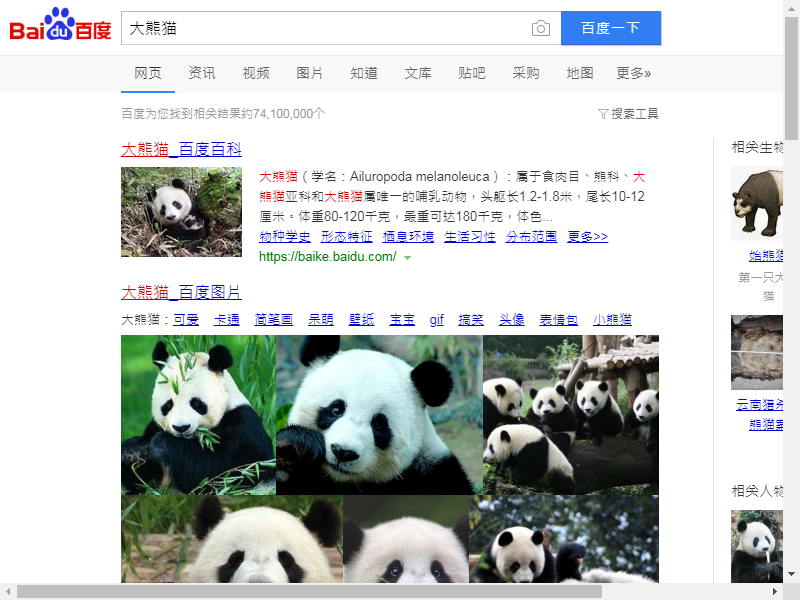 Bai du 百度
大熊猫
百度一下
网页 资讯 视频 图片 知道 文库 贴吧 采购 地图 更多»
百度为您找到相关结果约74,100,000个
搜索工具
大熊猫_百度百科
大熊猫（学名：Ailuropoda melanoleuca）：属于食肉目、熊科、大
熊猫亚科和大熊猫属唯一的哺乳动物，头躯长1.2-1.8米，尾长10-12
厘米。体重80-120千克，最重可达180千克，体色...
物种学史 形态特征 栖息环境 生活习性 分布范围 更多>>
https://baike.baidu.com/
大熊猫_百度图片
大熊猫：可爱 卡通 简笔画 呆萌 壁纸 宝宝 gif 搞笑 头像 表情包 小熊猫
相关生物
始熊猫
第一只大
猫
云南猎杀
熊猫案
相关人物